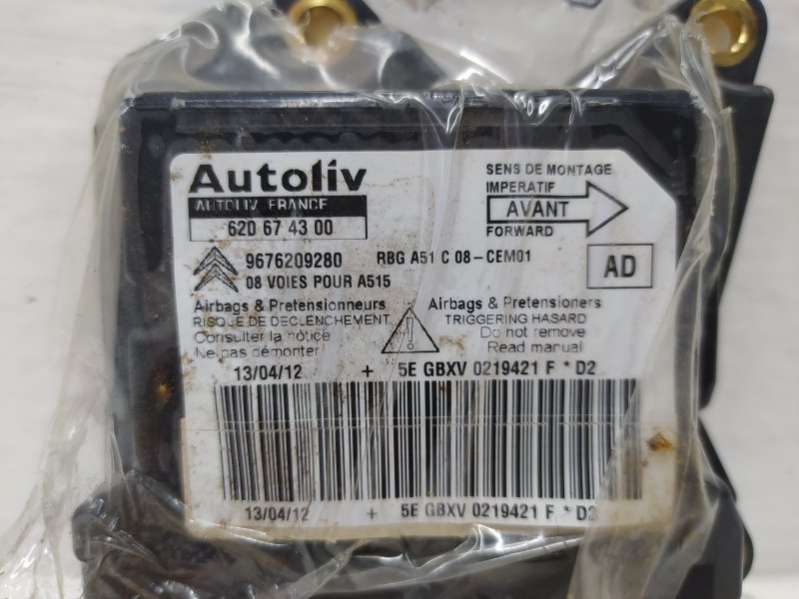 Autoliv
AUTOLIV FRANCE
620 67 43 00
SENS DE MONTAGE
IMPERATIF
AVANT
FORWARD
9676209280 RBG A51 C 08-CEM01
08 VOIES POUR A515
AD
Airbags & Pretensionneurs
RISQUE DE DECLENCHEMENT
Consulter la notice
Ne pas démonter
Airbags & Pretensioners
TRIGGERING HASARD
Do not remove
Read manual
13/04/12 + 5E GBXV 0219421 F * D2
13/04/12 + 5E GBXV 0219421 F * D2